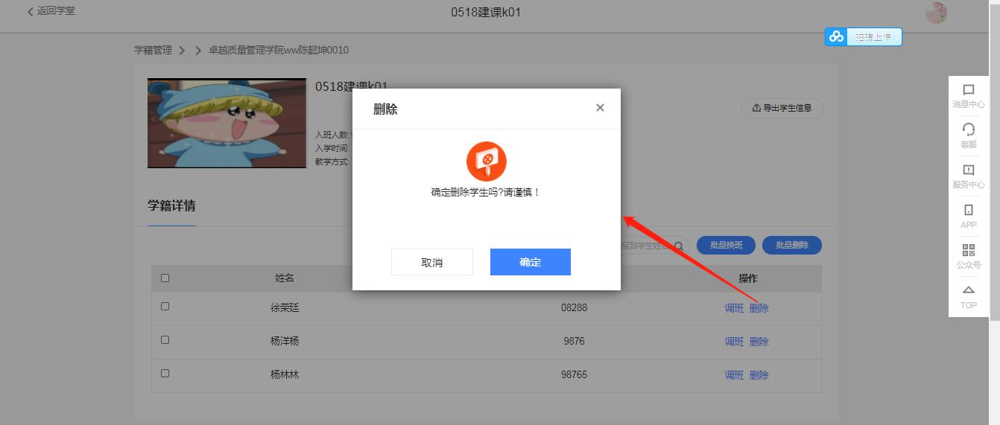 返回学堂
0518建课k01
拖拽上传
学籍管理
卓越质量管理学院ww陈懿坤0010
0518建课k01
导出学生信息
入班人数:
入学时间:
教学方式:
删除
确定删除学生吗?请谨慎！
取消
确定
学籍详情
批量换班
批量删除
姓名
操作
徐荣廷
08288
调班 删除
杨洋杨
9876
调班 删除
杨林林
98765
调班 删除
消息中心
客服
服务中心
APP
公众号
TOP